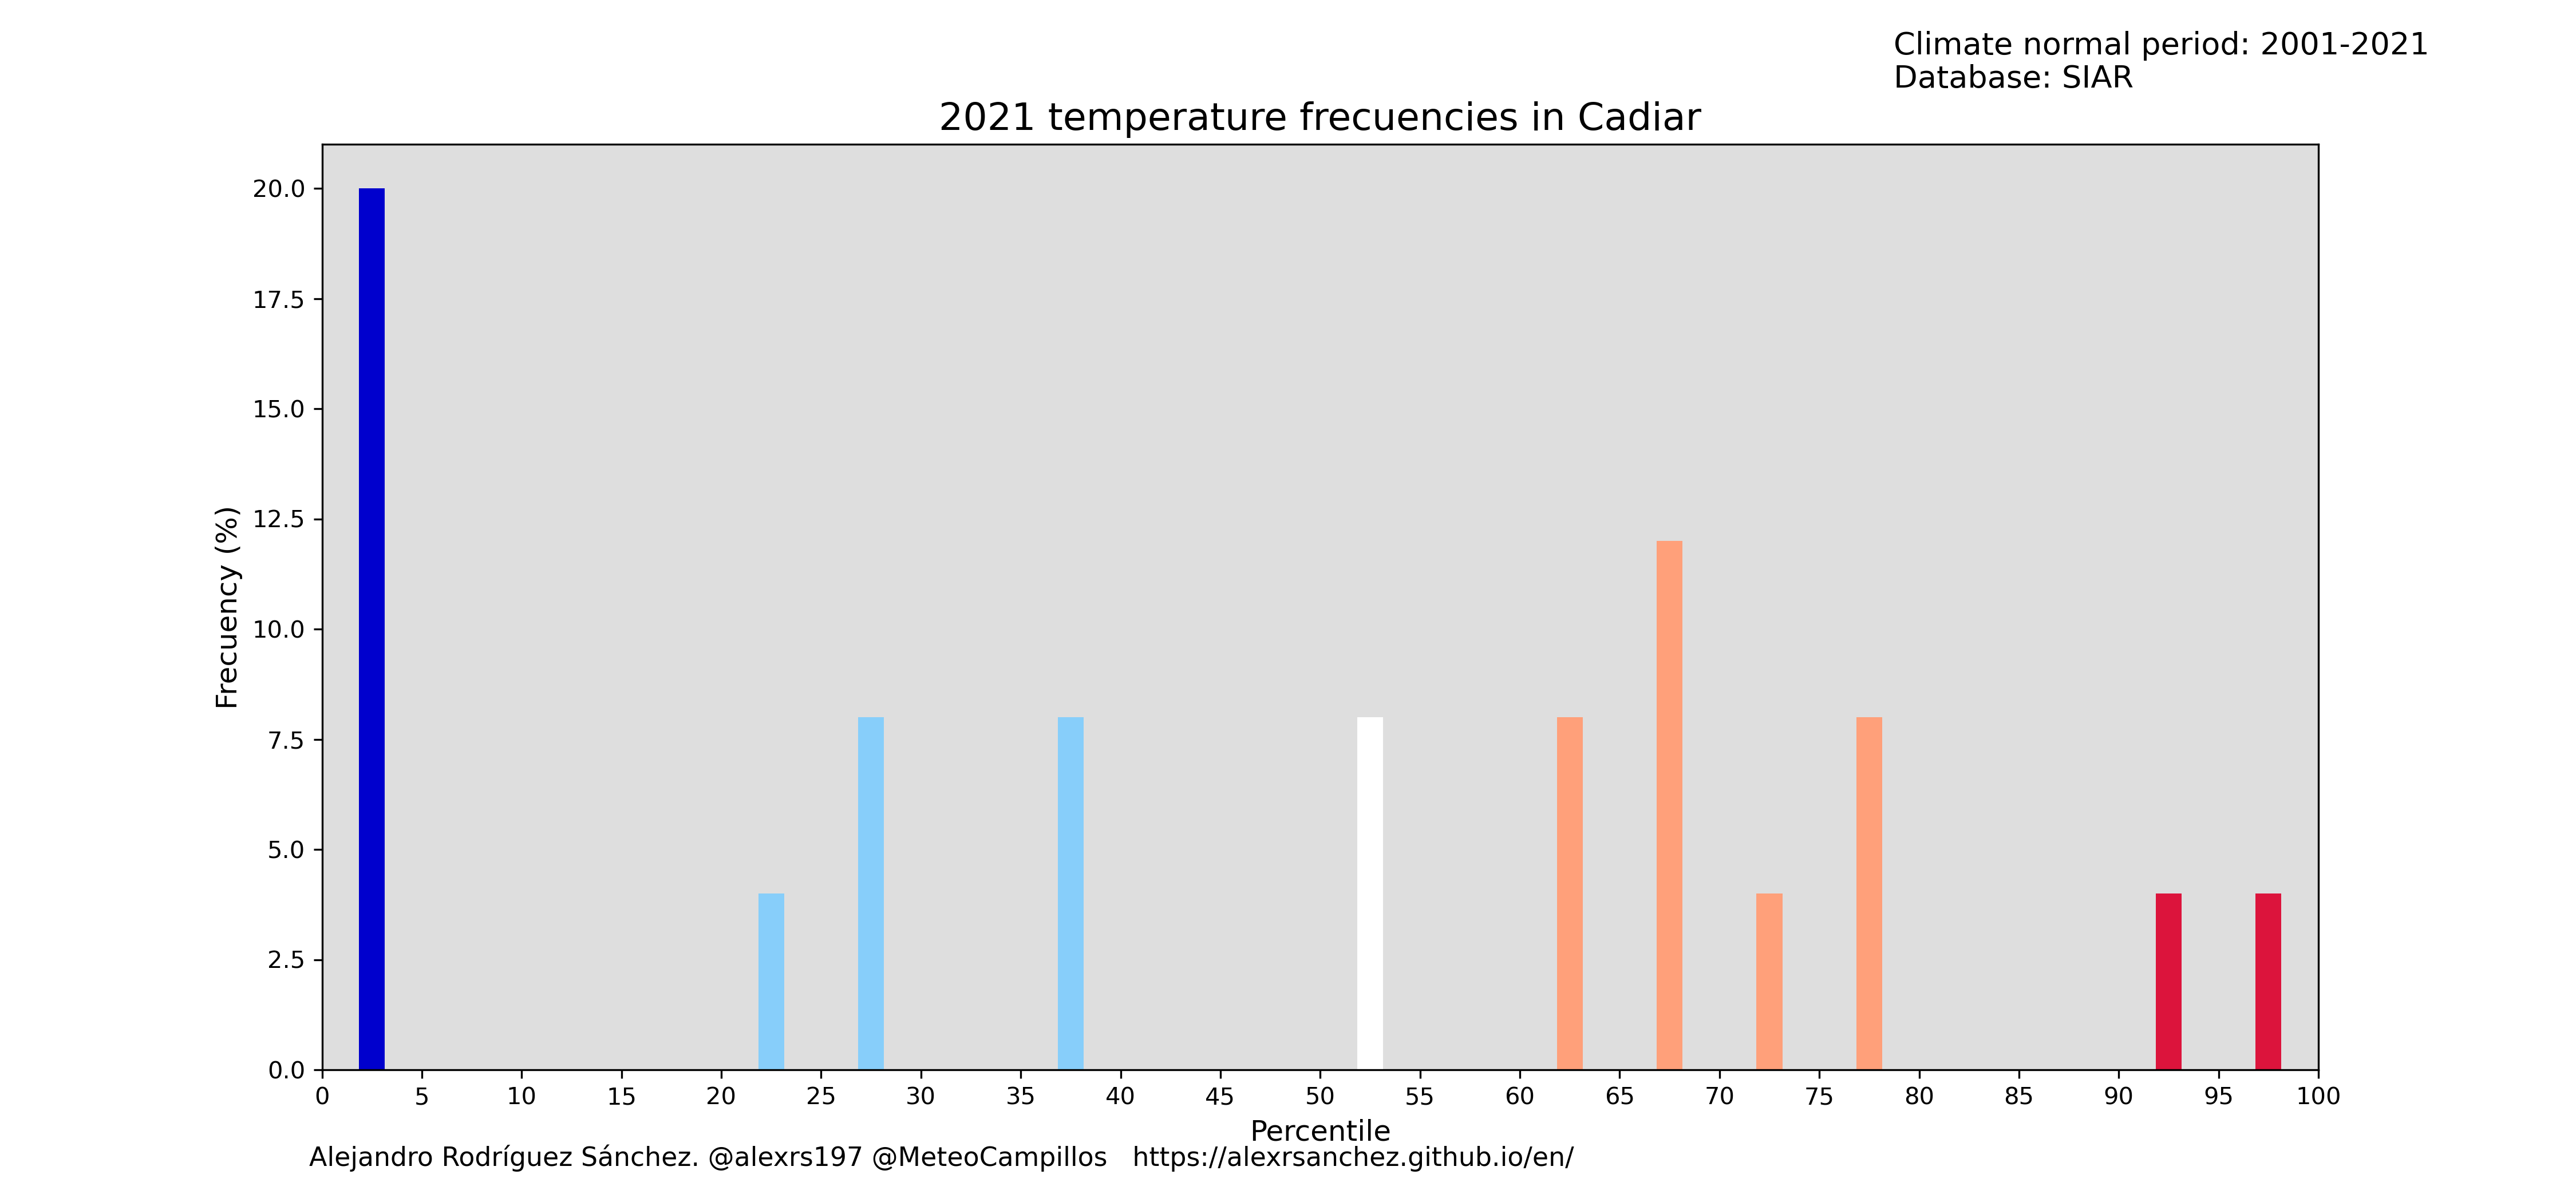 Climate normal period: 2001-2021
Database: SIAR
2021 temperature frecuencies in Cadiar
Frecuency (%)
20.0
17.5
15.0
12.5
10.0
7.5
5.0
2.5
0.0
0 5 10 15 20 25 30 35 40 45 50 55 60 65 70 75 80 85 90 95 100
Percentile
Alejandro Rodríguez Sánchez. @alexrs197 @MeteoCampillos https://alexrsanchez.github.io/en/